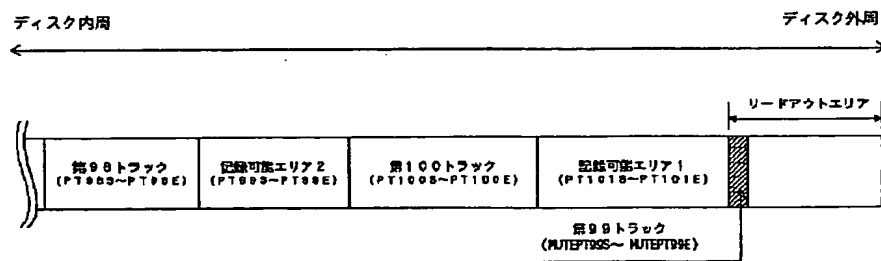 ディスク内周
ディスク外周
リードアウトエリア
第98トラック
(PT98S〜PT98E)
記録可能エリア2
(PT99S〜PT99E)
第100トラック
(PT100S〜PT100E)
記録可能エリア1
(PT101S〜PT101E)
第99トラック
(MUTEPT99S〜 MUTEPT99E)